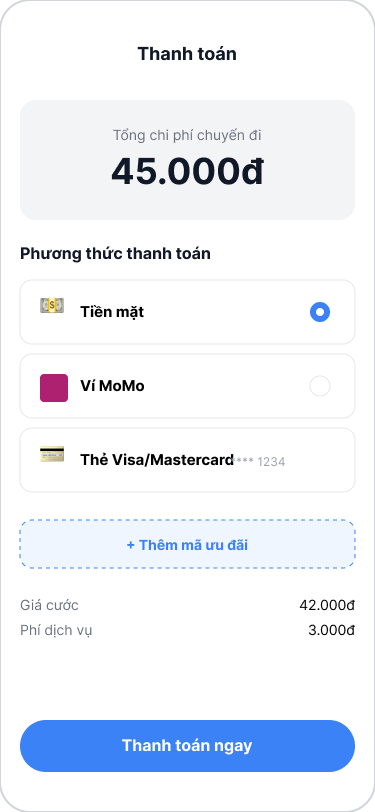 Thanh toán
Tổng chi phí chuyến đi
45.000đ
Phương thức thanh toán
Tiền mặt
Ví MoMo
Thẻ Visa/Mastercard **** 1234
+ Thêm mã ưu đãi
Giá cước 42.000đ
Phí dịch vụ 3.000đ
Thanh toán ngay